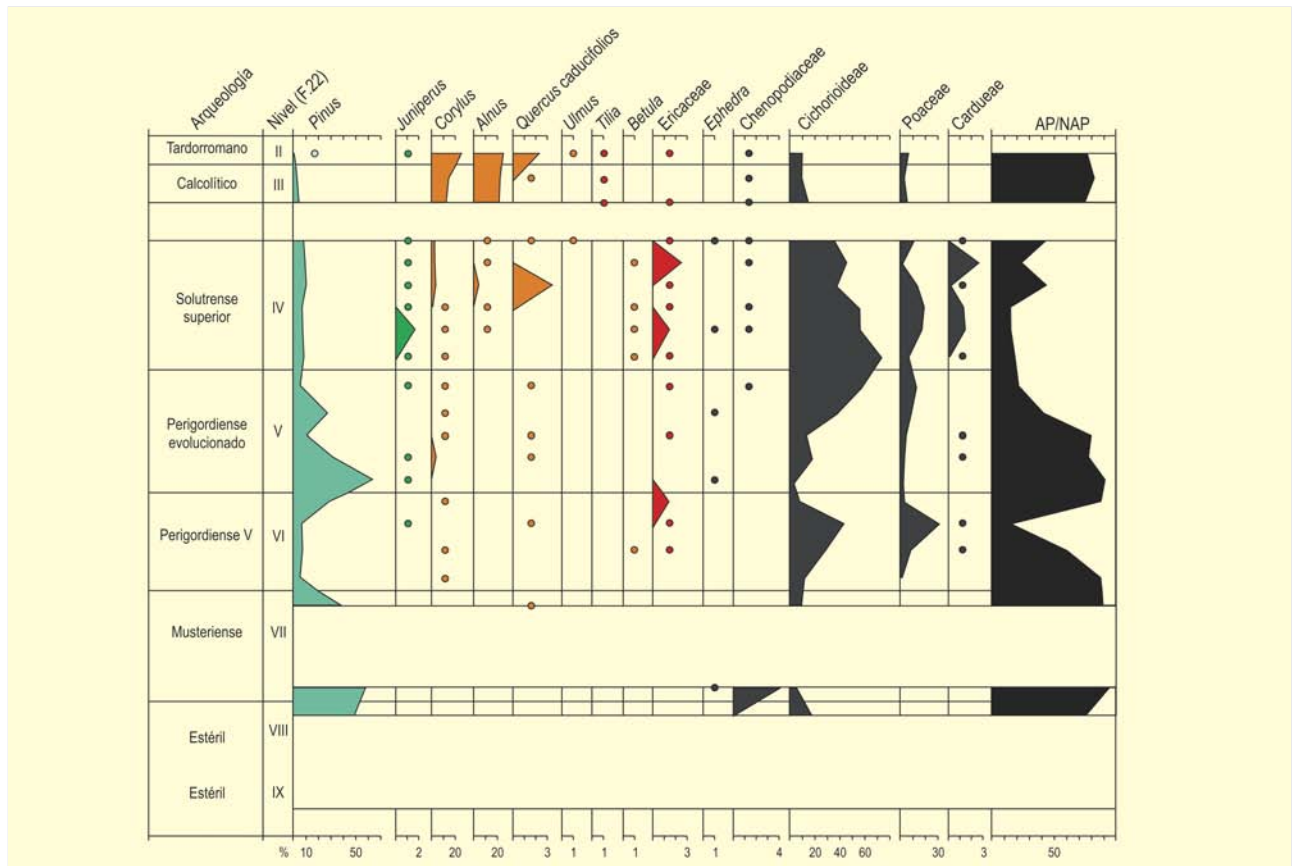 Arqueología
Nivel (F.22)
Pinus
Juniperus
Corylus
Alnus
Quercus caducifolios
Ulmus
Tilia
Betula
Ericaceae
Ephedra
Chenopodiaceae
Cichorioideae
Poaceae
Cardueae
AP/NAP
Tardorromano II
Calcolítico III
Solutrense
superior
IV
Perigordiense
evolucionado
V
Perigordiense V VI
Musteriense VII
Estéril VIII
Estéril IX
% 10 50 2 20 20 3 1 1 1 3 1 4 20 40 60 30 3 50